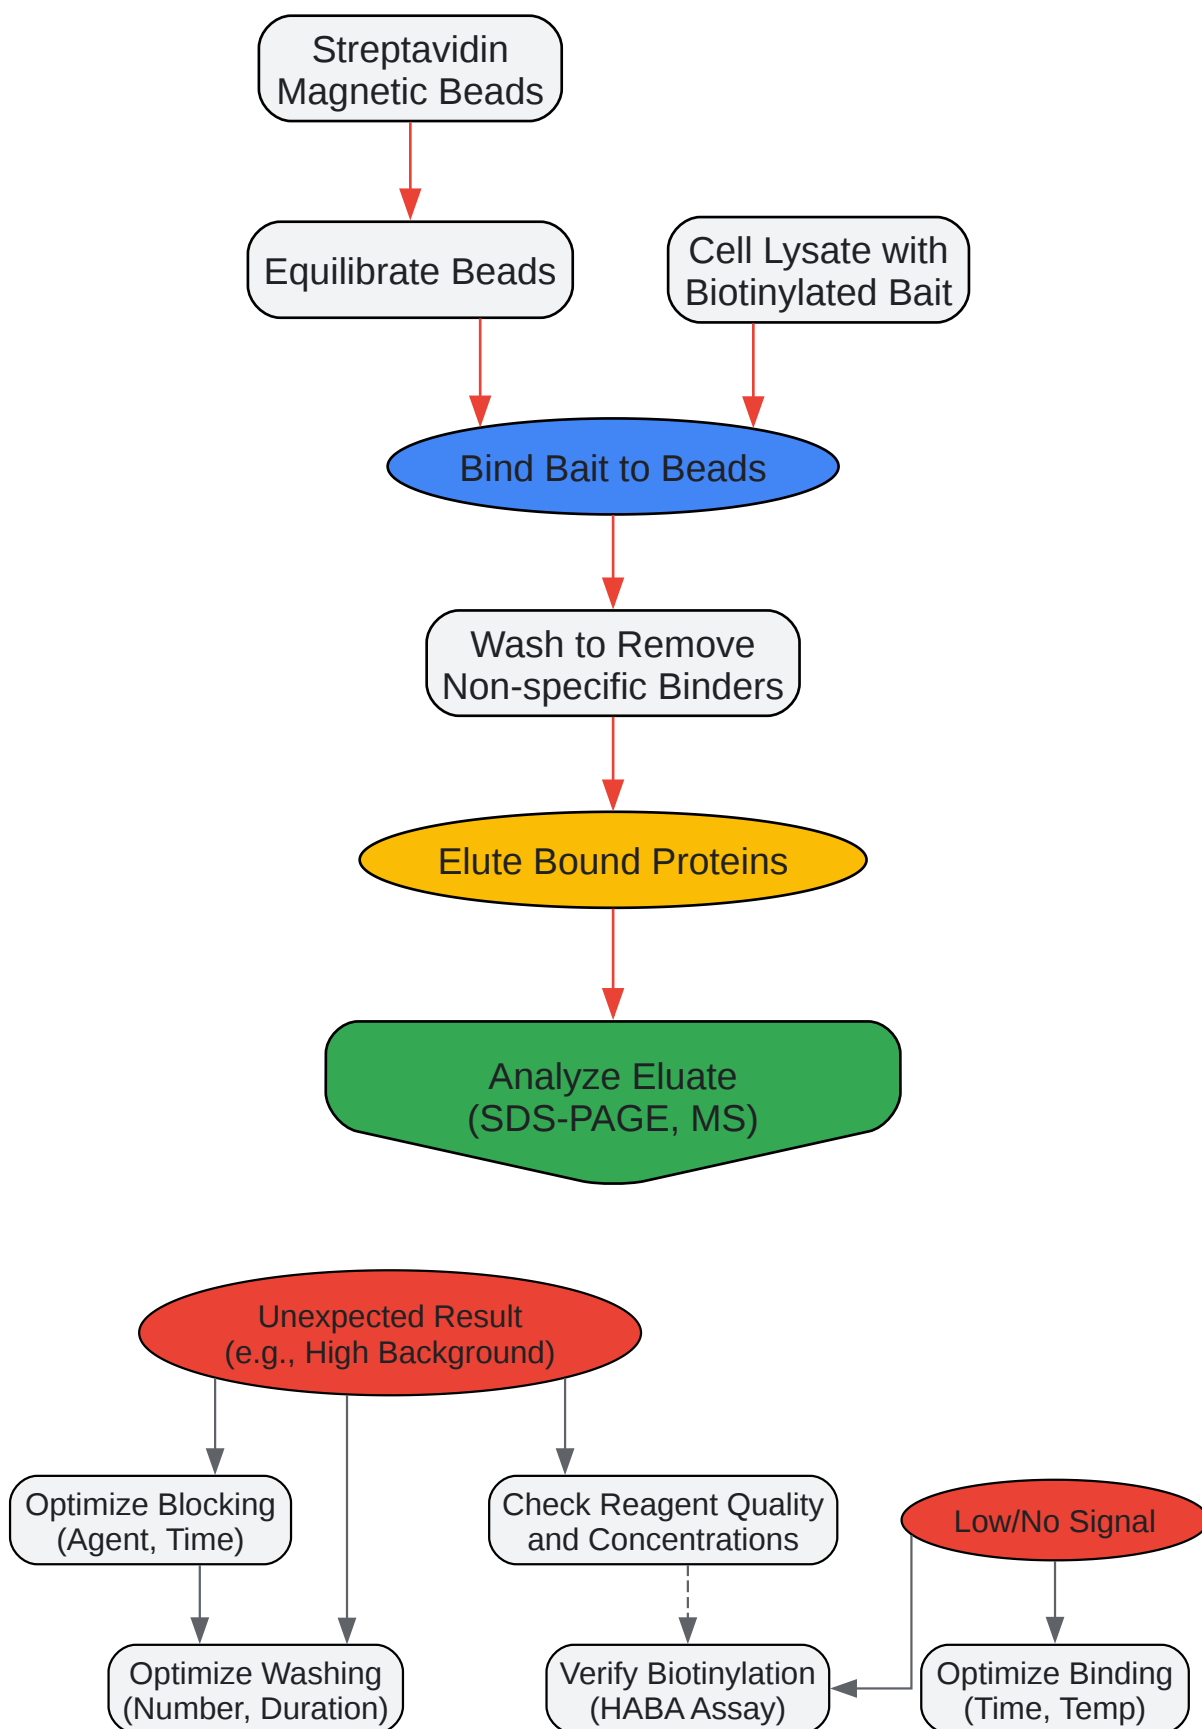 Streptavidin
Magnetic Beads
Equilibrate Beads
Cell Lysate with
Biotinylated Bait
Bind Bait to Beads
Wash to Remove
Non-specific Binders
Elute Bound Proteins
Analyze Eluate
(SDS-PAGE, MS)
Unexpected Result
(e.g., High Background)
Optimize Blocking
(Agent, Time)
Check Reagent Quality
and Concentrations
Low/No Signal
Optimize Washing
(Number, Duration)
Verify Biotinylation
(HABA Assay)
Optimize Binding
(Time, Temp)